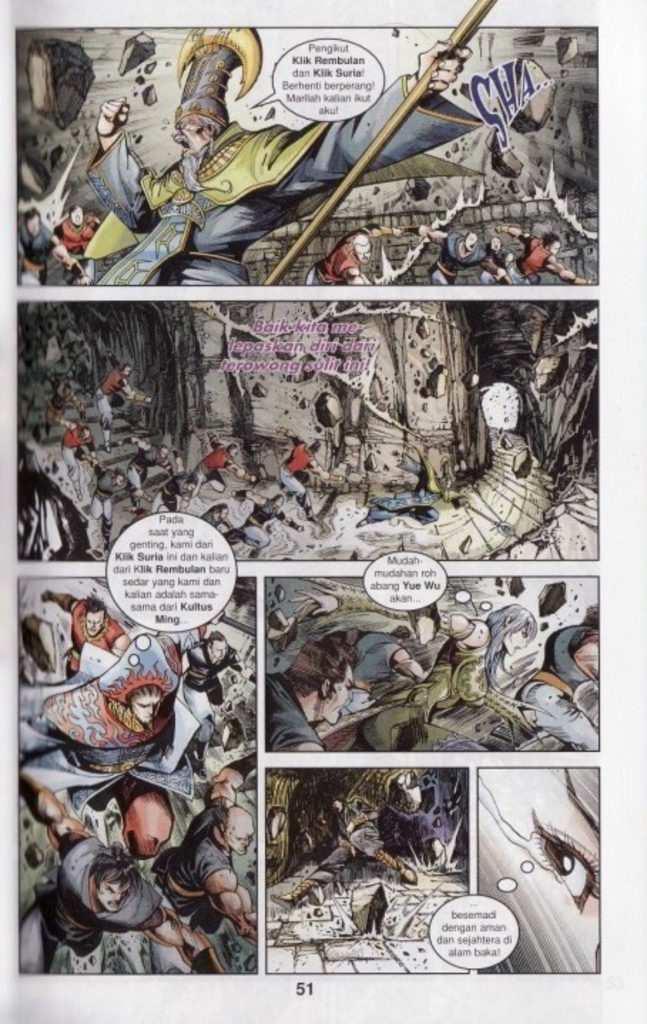 Pengikut
Klik Rembulan
dan Klik Suria!
Berhenti berperang!
Marilah kalian ikut
aku!
SHA...
Baik-kita me-
lepaskan diri dari
terowong sulit ini!
Pada
saat yang
genting, kami dari
Klik Suria ini dan kalian
dari Klik Rembulan baru
sedar yang kami dan
kalian adalah sama-
sama dari Kultus
Ming...
Mudah-
mudahan roh
abang Yue Wu
akan...
...
besemadi
dengan aman
dan sejahtera di
alam baka!
51